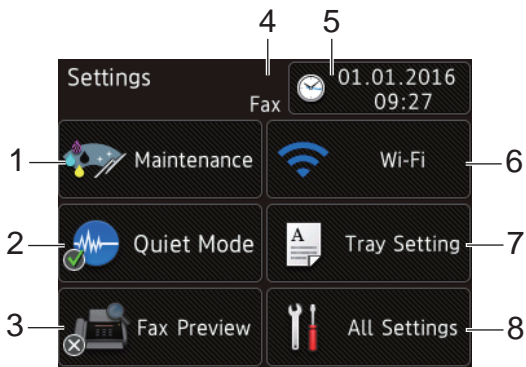 4
5
Settings
01.01.2016
Fax
09:27
1
Maintenance
Wi-Fi
6
2
Quiet Mode
A
Tray Setting
7
3
Fax Preview
All Settings
8